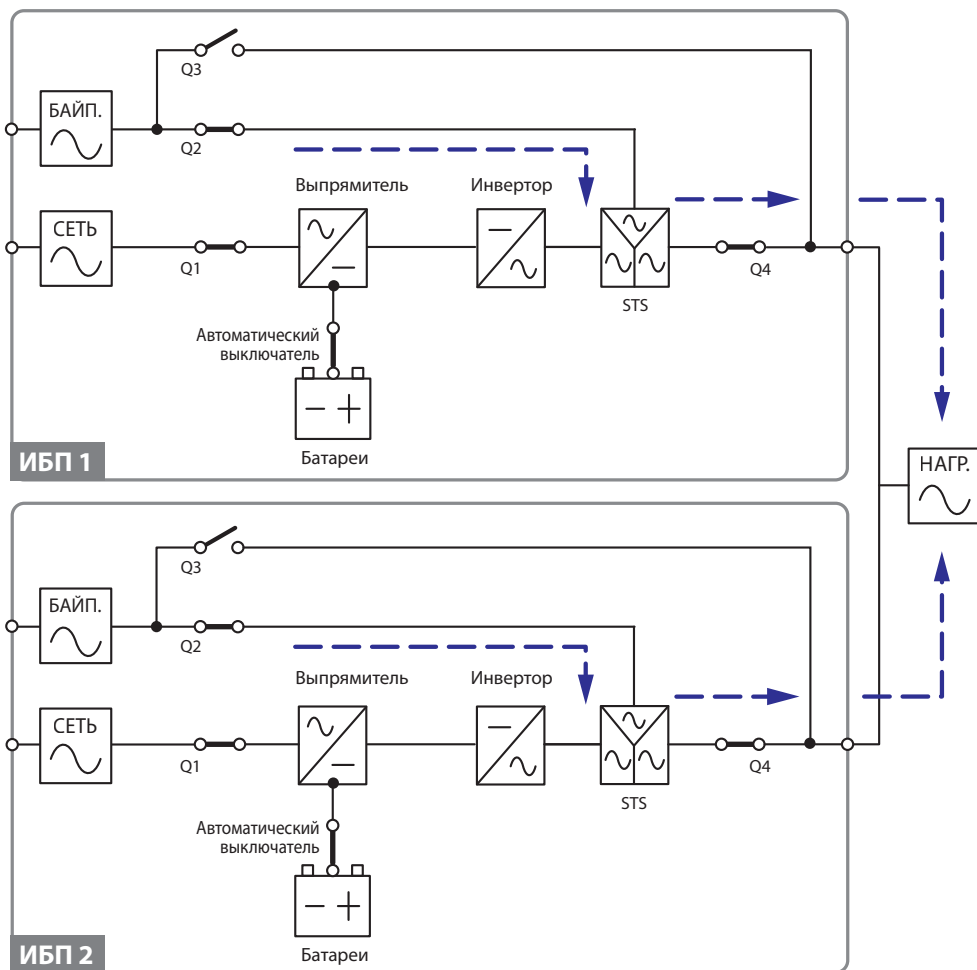 Q3
БАЙП.
Q2
Выпрямитель
Инвертор
СЕТЬ
Q1
Q4
STS
Автоматический
выключатель
Батареи
ИБП 1
НАГР.
Q3
БАЙП.
Q2
Выпрямитель
Инвертор
СЕТЬ
Q1
Q4
STS
Автоматический
выключатель
Батареи
ИБП 2